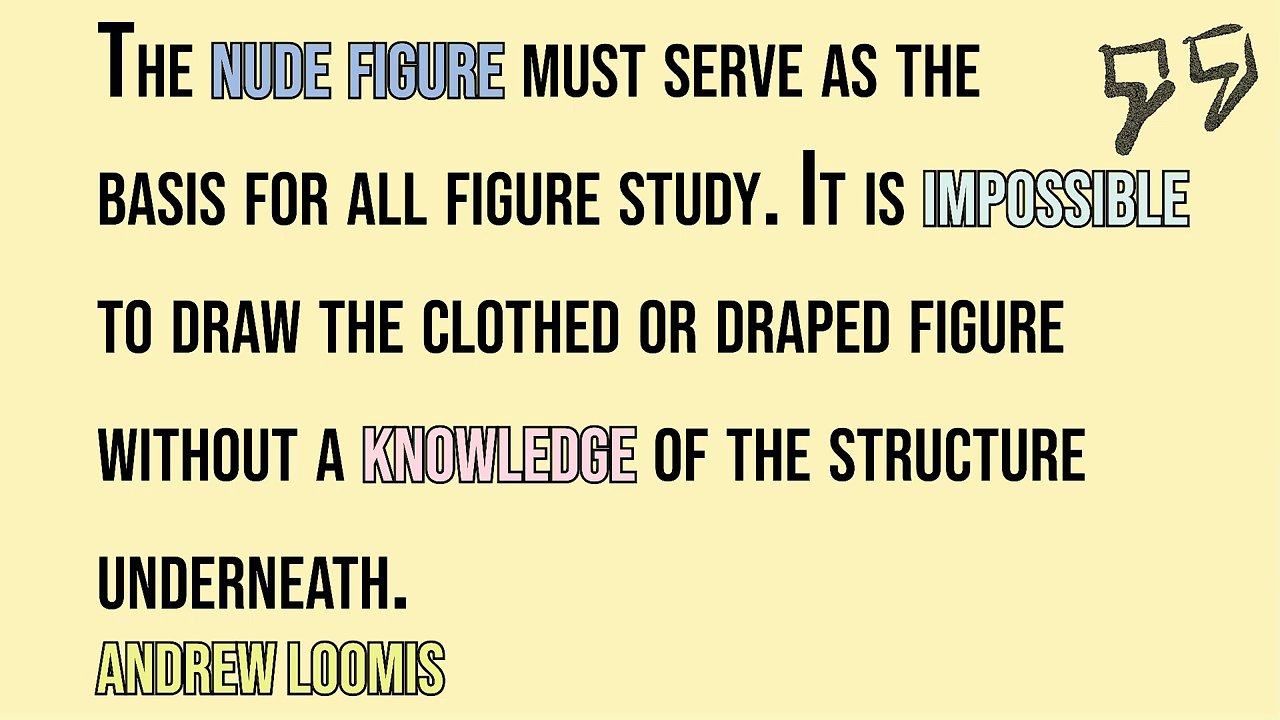 The nude figure must serve as the
basis for all figure study. It is impossible
to draw the clothed or draped figure
without a knowledge of the structure
underneath.
Andrew Loomis